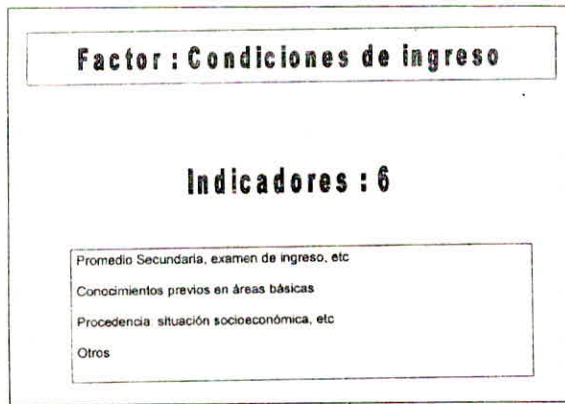 Factor : Condiciones de ingreso
Indicadores : 6
Promedio Secundaria, examen de ingreso, etc
Conocimientos previos en áreas básicas
Procedencia: situación socioeconómica, etc
Otros